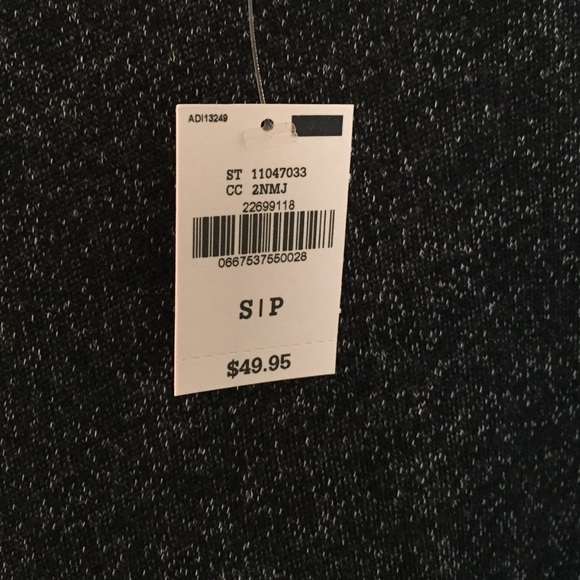 ADI13249
ST 11047033
CC 2NMJ
22699118
0667537550028
S|P
$49.95